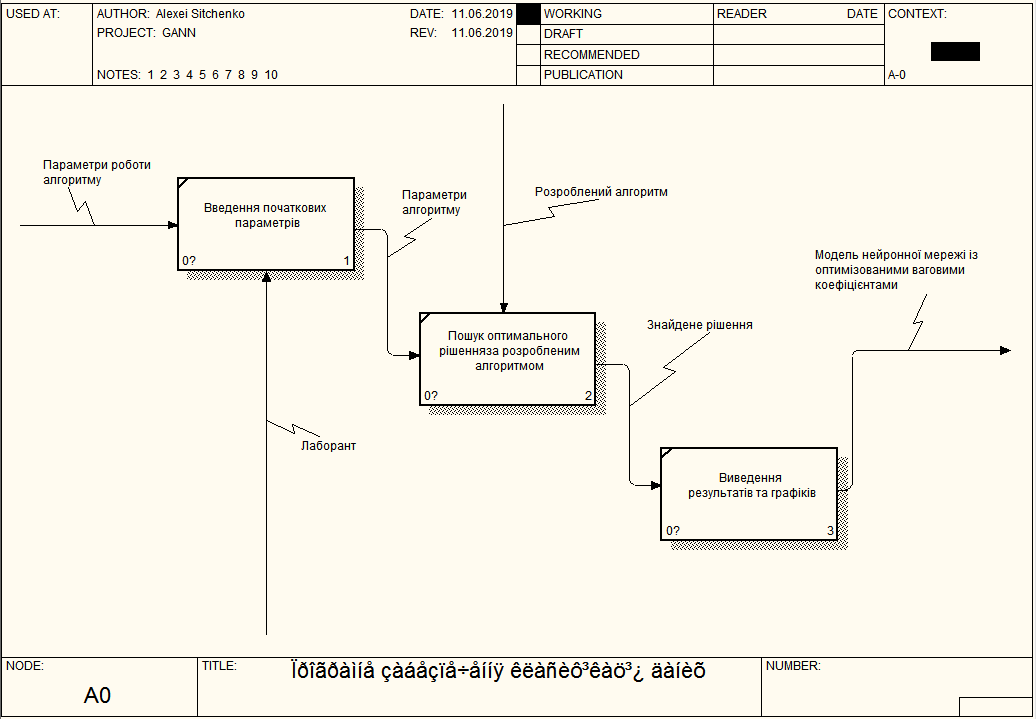 USED AT:
AUTHOR: Alexei Sitchenko
DATE: 11.06.2019
PROJECT: GANN
REV: 11.06.2019
NOTES: 1 2 3 4 5 6 7 8 9 10
WORKING
DRAFT
RECOMMENDED
PUBLICATION
READER
DATE
CONTEXT:
A-0
Параметри роботи
алгоритму
Введення початкових
параметрів
0?
1
Параметри
алгоритму
Розроблений алгоритм
Пошук оптимального
рішенняза розробленим
алгоритмом
0?
2
Лаборант
Знайдене рішення
Модель нейронної мережі із
оптимізованими ваговими
коефіцієнтами
Виведення
результатів та графіків
0?
3
NODE:
A0
TITLE:
Ïðîãðàìíå çàáåçïå÷åííÿ êëàñèô³êàö³¿ äàíèõ
NUMBER: